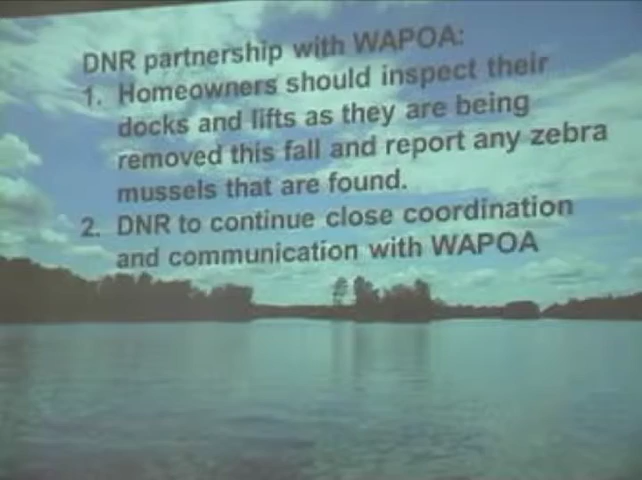 DNR partnership with WAPOA:
1. Homeowners should inspect their
docks and lifts as they are being
removed this fall and report any zebra
mussels that are found.
2. DNR to continue close coordination
and communication with WAPOA